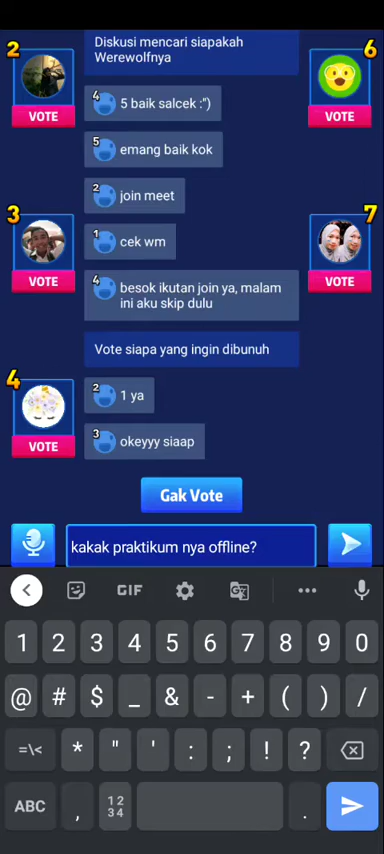 Diskusi mencari siapakah
Werewolfnya
2
6
VOTE
VOTE
4
5 baik salcek :")
5
emang baik kok
2
join meet
3
7
VOTE
VOTE
1
cek wm
4
besok ikutan join ya, malam
ini aku skip dulu
Vote siapa yang ingin dibunuh
4
VOTE
2
1 ya
3
okeyyy siaap
Gak Vote
kakak praktikum nya offline?
GIF
1 2 3 4 5 6 7 8 9 0
@ # $ _ & - + ( ) /
=\< * " ' : ; ! ?
ABC , 12 .
34